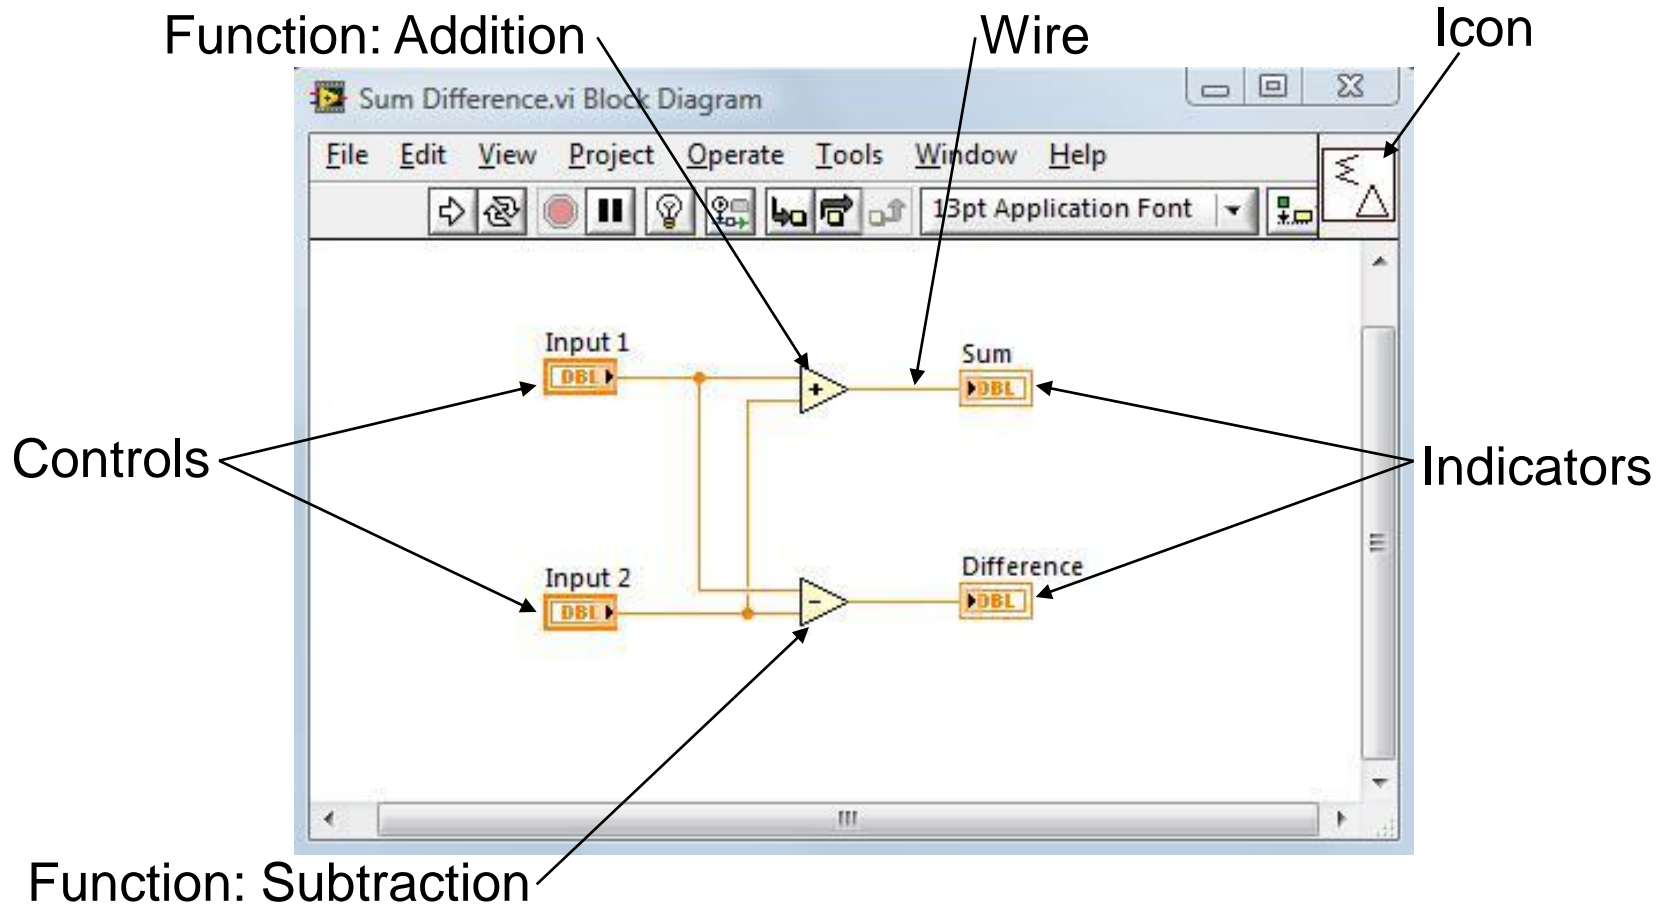 Function: Addition
Wire
Icon
Sum Difference.vi Block Diagram
File Edit View Project Operate Tools Window Help
13pt Application Font
Input 1
DBL
Sum
DBL
Controls
Indicators
Input 2
DBL
Difference
DBL
Function: Subtraction